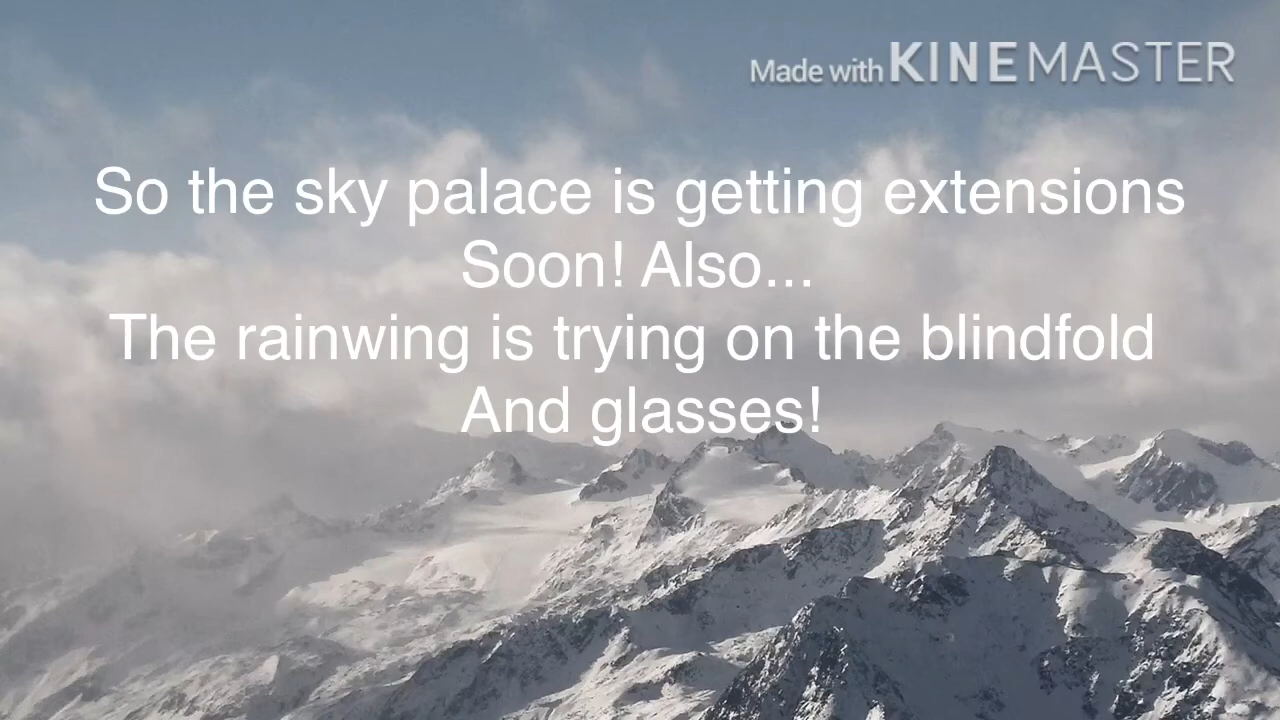 Made with KINEMASTER
So the sky palace is getting extensions
Soon! Also...
The rainwing is trying on the blindfold
And glasses!